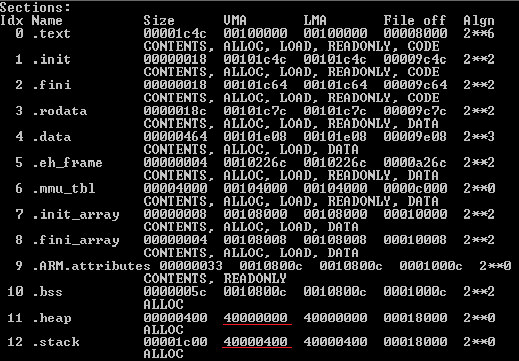 Sections:
Idx Name Size VMA LMA File off Algn
0 .text 00001c4c 00100000 00100000 00008000 2**6
CONTENTS, ALLOC, LOAD, READONLY, CODE
1 .init 00000018 00101c4c 00101c4c 00009c4c 2**2
CONTENTS, ALLOC, LOAD, READONLY, CODE
2 .fini 00000018 00101c64 00101c64 00009c64 2**2
CONTENTS, ALLOC, LOAD, READONLY, CODE
3 .rodata 0000018c 00101c7c 00101c7c 00009c7c 2**2
CONTENTS, ALLOC, LOAD, READONLY, DATA
4 .data 00000464 00101e08 00101e08 00009e08 2**3
CONTENTS, ALLOC, LOAD, DATA
5 .eh_frame 00000004 0010226c 0010226c 0000a26c 2**2
CONTENTS, ALLOC, LOAD, READONLY, DATA
6 .mmu_tbl 00004000 00104000 00104000 0000c000 2**0
CONTENTS, ALLOC, LOAD, READONLY, DATA
7 .init_array 00000008 00108000 00108000 00010000 2**2
CONTENTS, ALLOC, LOAD, DATA
8 .fini_array 00000004 00108008 00108008 00010008 2**2
CONTENTS, ALLOC, LOAD, DATA
9 .ARM.attributes 00000033 0010800c 0010800c 0001000c 2**0
CONTENTS, READONLY
10 .bss 0000005c 0010800c 0010800c 0001000c 2**2
ALLOC
11 .heap 00000400 40000000 40000000 00018000 2**0
ALLOC
12 .stack 00001c00 40000400 40000400 00018000 2**0
ALLOC